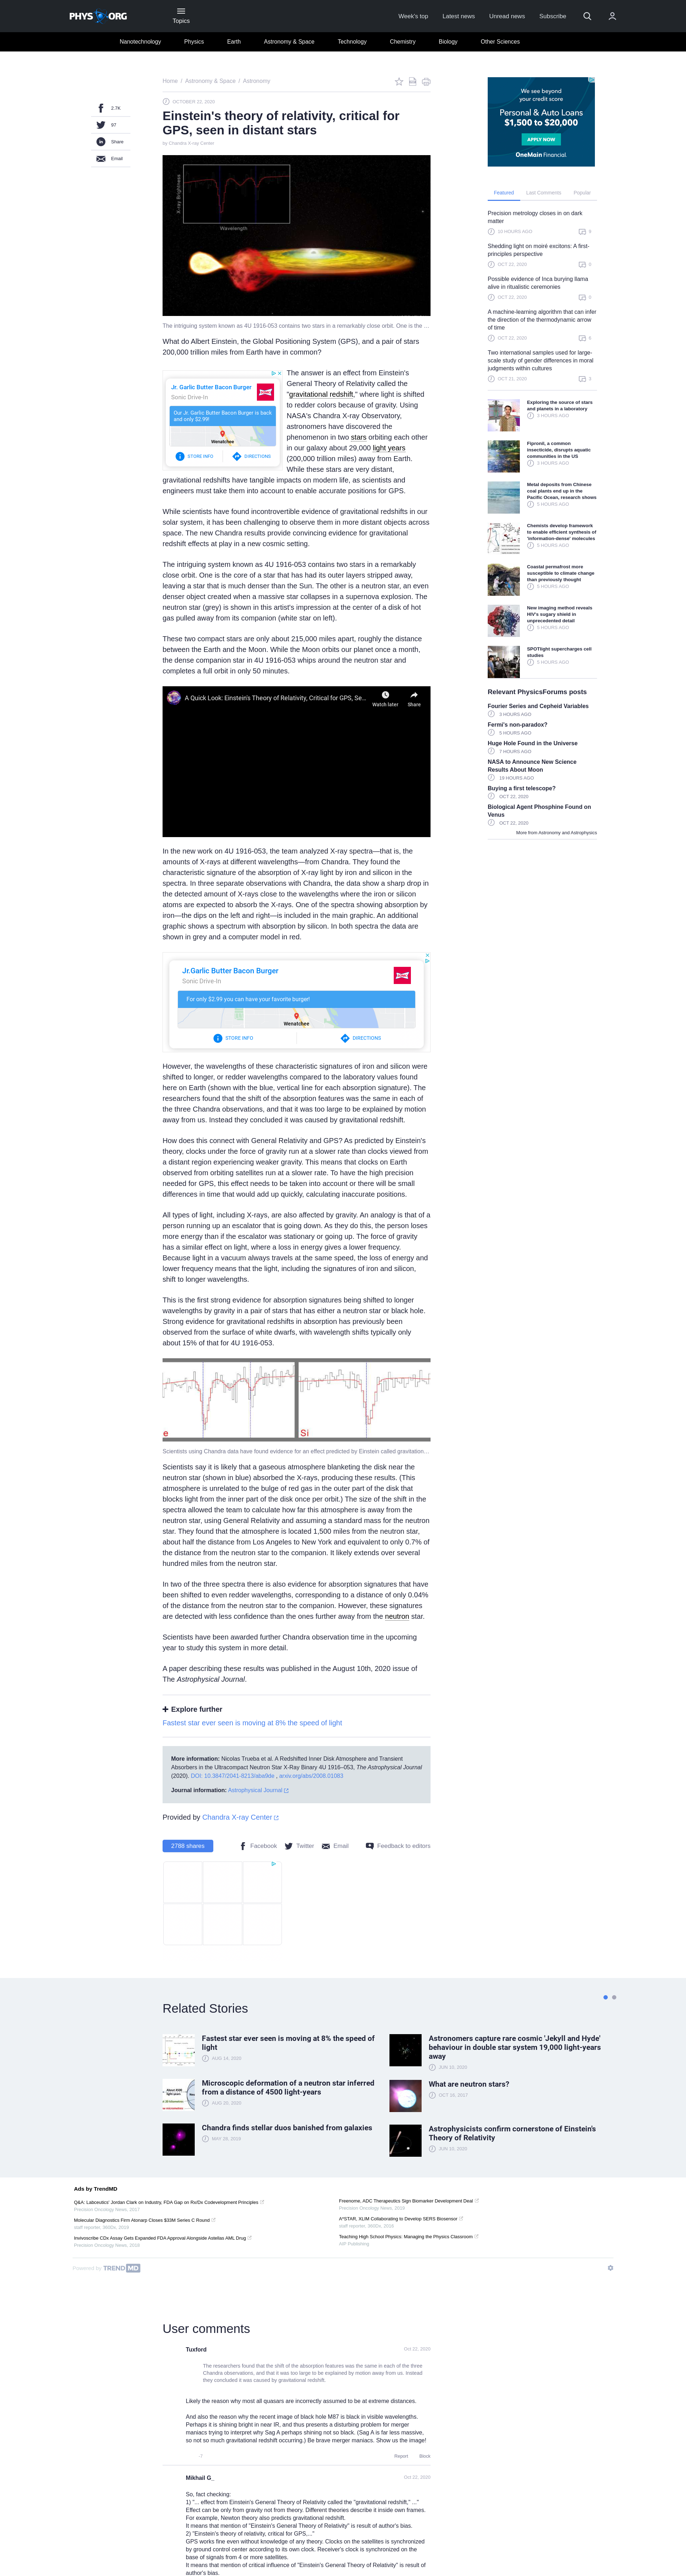 PHYS ORG
Topics
Week's top
Latest news
Unread news
Subscribe
Nanotechnology
Physics
Earth
Astronomy & Space
Technology
Chemistry
Biology
Other Sciences
2.7K
97
Share
Email
Home / Astronomy & Space / Astronomy
OCTOBER 22, 2020
Einstein's theory of relativity, critical for
GPS, seen in distant stars
by Chandra X-ray Center
X-ray Brightness
Wavelength
The intriguing system known as 4U 1916-053 contains two stars in a remarkably close orbit. One is the ...
What do Albert Einstein, the Global Positioning System (GPS), and a pair of stars
200,000 trillion miles from Earth have in common?
Jr. Garlic Butter Bacon Burger
Sonic Drive-In
Our Jr. Garlic Butter Bacon Burger is back
and only $2.99!
Wenatchee
STORE INFO
DIRECTIONS
The answer is an effect from Einstein's
General Theory of Relativity called the
"gravitational redshift," where light is shifted
to redder colors because of gravity. Using
NASA's Chandra X-ray Observatory,
astronomers have discovered the
phenomenon in two stars orbiting each other
in our galaxy about 29,000 light years
(200,000 trillion miles) away from Earth.
While these stars are very distant,
gravitational redshifts have tangible impacts on modern life, as scientists and
engineers must take them into account to enable accurate positions for GPS.
While scientists have found incontrovertible evidence of gravitational redshifts in our
solar system, it has been challenging to observe them in more distant objects across
space. The new Chandra results provide convincing evidence for gravitational
redshift effects at play in a new cosmic setting.
The intriguing system known as 4U 1916-053 contains two stars in a remarkably
close orbit. One is the core of a star that has had its outer layers stripped away,
leaving a star that is much denser than the Sun. The other is a neutron star, an even
denser object created when a massive star collapses in a supernova explosion. The
neutron star (grey) is shown in this artist's impression at the center of a disk of hot
gas pulled away from its companion (white star on left).
These two compact stars are only about 215,000 miles apart, roughly the distance
between the Earth and the Moon. While the Moon orbits our planet once a month,
the dense companion star in 4U 1916-053 whips around the neutron star and
completes a full orbit in only 50 minutes.
A Quick Look: Einstein's Theory of Relativity, Critical for GPS, Se...
Watch later
Share
In the new work on 4U 1916-053, the team analyzed X-ray spectra—that is, the
amounts of X-rays at different wavelengths—from Chandra. They found the
characteristic signature of the absorption of X-ray light by iron and silicon in the
spectra. In three separate observations with Chandra, the data show a sharp drop in
the detected amount of X-rays close to the wavelengths where the iron or silicon
atoms are expected to absorb the X-rays. One of the spectra showing absorption by
iron—the dips on the left and right—is included in the main graphic. An additional
graphic shows a spectrum with absorption by silicon. In both spectra the data are
shown in grey and a computer model in red.
Jr.Garlic Butter Bacon Burger
Sonic Drive-In
For only $2.99 you can have your favorite burger!
Wenatchee
STORE INFO
DIRECTIONS
However, the wavelengths of these characteristic signatures of iron and silicon were
shifted to longer, or redder wavelengths compared to the laboratory values found
here on Earth (shown with the blue, vertical line for each absorption signature). The
researchers found that the shift of the absorption features was the same in each of
the three Chandra observations, and that it was too large to be explained by motion
away from us. Instead they concluded it was caused by gravitational redshift.
How does this connect with General Relativity and GPS? As predicted by Einstein's
theory, clocks under the force of gravity run at a slower rate than clocks viewed from
a distant region experiencing weaker gravity. This means that clocks on Earth
observed from orbiting satellites run at a slower rate. To have the high precision
needed for GPS, this effect needs to be taken into account or there will be small
differences in time that would add up quickly, calculating inaccurate positions.
All types of light, including X-rays, are also affected by gravity. An analogy is that of a
person running up an escalator that is going down. As they do this, the person loses
more energy than if the escalator was stationary or going up. The force of gravity
has a similar effect on light, where a loss in energy gives a lower frequency.
Because light in a vacuum always travels at the same speed, the loss of energy and
lower frequency means that the light, including the signatures of iron and silicon,
shift to longer wavelengths.
This is the first strong evidence for absorption signatures being shifted to longer
wavelengths by gravity in a pair of stars that has either a neutron star or black hole.
Strong evidence for gravitational redshifts in absorption has previously been
observed from the surface of white dwarfs, with wavelength shifts typically only
about 15% of that for 4U 1916-053.
e
Si
Scientists using Chandra data have found evidence for an effect predicted by Einstein called gravitation...
Scientists say it is likely that a gaseous atmosphere blanketing the disk near the
neutron star (shown in blue) absorbed the X-rays, producing these results. (This
atmosphere is unrelated to the bulge of red gas in the outer part of the disk that
blocks light from the inner part of the disk once per orbit.) The size of the shift in the
spectra allowed the team to calculate how far this atmosphere is away from the
neutron star, using General Relativity and assuming a standard mass for the neutron
star. They found that the atmosphere is located 1,500 miles from the neutron star,
about half the distance from Los Angeles to New York and equivalent to only 0.7% of
the distance from the neutron star to the companion. It likely extends over several
hundred miles from the neutron star.
In two of the three spectra there is also evidence for absorption signatures that have
been shifted to even redder wavelengths, corresponding to a distance of only 0.04%
of the distance from the neutron star to the companion. However, these signatures
are detected with less confidence than the ones further away from the neutron star.
Scientists have been awarded further Chandra observation time in the upcoming
year to study this system in more detail.
A paper describing these results was published in the August 10th, 2020 issue of
The Astrophysical Journal.
Explore further
Fastest star ever seen is moving at 8% the speed of light
More information: Nicolas Trueba et al. A Redshifted Inner Disk Atmosphere and Transient
Absorbers in the Ultracompact Neutron Star X-Ray Binary 4U 1916–053, The Astrophysical Journal
(2020). DOI: 10.3847/2041-8213/aba9de , arxiv.org/abs/2008.01083
Journal information: Astrophysical Journal
Provided by Chandra X-ray Center
2788 shares
Facebook
Twitter
Email
Feedback to editors
We see beyond
your credit score
Personal & Auto Loans
$1,500 to $20,000
APPLY NOW
OneMain Financial
Featured
Last Comments
Popular
Precision metrology closes in on dark
matter
10 HOURS AGO
Shedding light on moiré excitons: A first-
principles perspective
OCT 22, 2020
0
Possible evidence of Inca burying llama
alive in ritualistic ceremonies
OCT 22, 2020
0
A machine-learning algorithm that can infer
the direction of the thermodynamic arrow
of time
OCT 22, 2020
Two international samples used for large-
scale study of gender differences in moral
judgments within cultures
OCT 21, 2020
3
Exploring the source of stars
and planets in a laboratory
4 HOURS AGO
Fipronil, a common
insecticide, disrupts aquatic
communities in the US
3 HOURS AGO
Metal deposits from Chinese
coal plants end up in the
Pacific Ocean, research shows
5 HOURS AGO
Chemists develop framework
to enable efficient synthesis of
'information-dense' molecules
5 HOURS AGO
Coastal permafrost more
susceptible to climate change
than previously thought
5 HOURS AGO
New imaging method reveals
HIV's sugary shield in
unprecedented detail
5 HOURS AGO
SPOTlight supercharges cell
studies
5 HOURS AGO
Relevant PhysicsForums posts
Fourier Series and Cepheid Variables
3 HOURS AGO
Fermi's non-paradox?
5 HOURS AGO
Huge Hole Found in the Universe
7 HOURS AGO
NASA to Announce New Science
Results About Moon
19 HOURS AGO
Buying a first telescope?
OCT 22, 2020
Biological Agent Phosphine Found on
Venus
OCT 22, 2020
More from Astronomy and Astrophysics
Related Stories
Fastest star ever seen is moving at 8% the speed of
light
AUG 14, 2020
Microscopic deformation of a neutron star inferred
from a distance of 4500 light-years
AUG 20, 2020
Chandra finds stellar duos banished from galaxies
MAY 28, 2020
Astronomers capture rare cosmic 'Jekyll and Hyde'
behaviour in double star system 19,000 light-years
away
JUN 10, 2020
What are neutron stars?
OCT 16, 2017
Astrophysicists confirm cornerstone of Einstein's
Theory of Relativity
JUN 10, 2020
Ads by TrendMD
Q&A: Labceutics' Jordan Clark on Industry, FDA Gap on Rx/Dx Codevelopment Principles
Precision Oncology News, 2017
Molecular Diagnostics Firm Atonarp Closes $33M Series C Round
staff reporter, 360Dx, 2019
Invivoscribe CDx Assay Gets Expanded FDA Approval Alongside Astellas AML Drug
Precision Oncology News, 2018
Freenome, ADC Therapeutics Sign Biomarker Development Deal
Precision Oncology News, 2020
A*STAR, XLIM Collaborating to Develop SERS Biosensor
staff reporter, 360Dx, 2018
Teaching High School Physics: Managing the Physics Classroom
AIP Publishing
Powered by TREND MD
User comments
Tuxford
Oct 22, 2020
The researchers found that the shift of the absorption features was the same in each of the three
Chandra observations, and that it was too large to be explained by motion away from us. Instead
they concluded it was caused by gravitational redshift.
Likely the reason why most all quasars are incorrectly assumed to be at extreme distances.
And also the reason why the recent image of black hole M87 is black in visible wavelengths.
Perhaps it is shining bright in near IR, and thus presents a disturbing problem for merger
maniacs trying to interpret why Sag A perhaps shining not so black. (Sag A is far less massive,
so not so much gravitational redshift occurring.) Be brave merger maniacs. Show us the image!
Report
Block
Mikhail G_
Oct 22, 2020
So, fact checking:
1) "... effect from Einstein's General Theory of Relativity called the "gravitational redshift," ..."
Effect can be only from gravity not from theory. Different theories describe it inside own frames.
For example, Newton theory also predicts gravitational redshift.
It means that mention of "Einstein's General Theory of Relativity" is result of author's bias.
2) "Einstein's theory of relativity, critical for GPS,..."
GPS works fine even without knowledge of any theory. Clocks on the satellites is synchronized
by ground control center according to its own clock. Receiver's clock is synchronized on the
base of signals from 4 or more satellites.
It means that mention of critical influence of "Einstein's General Theory of Relativity" is result of
author's bias.